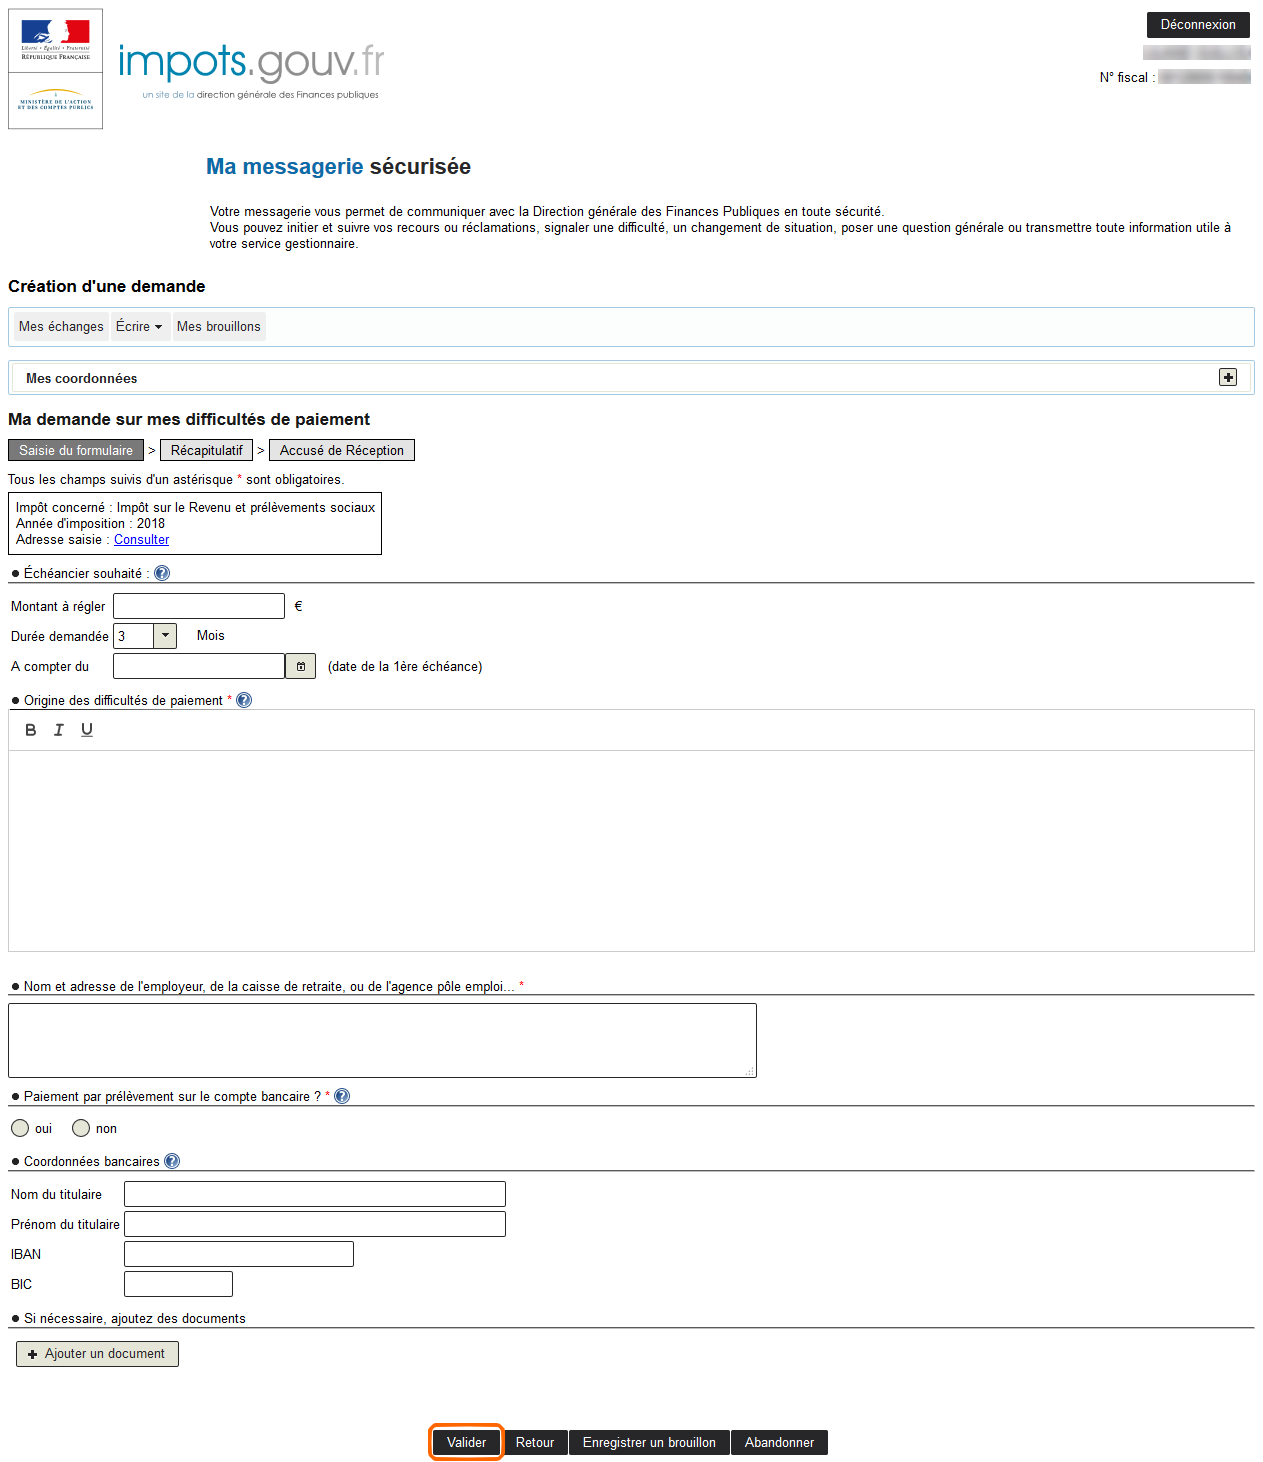 Liberté • Égalité • Fraternité
RÉPUBLIQUE FRANÇAISE
MINISTÈRE DE L'ACTION
ET DES COMPTES PUBLICS
impots.gouv.fr
un site de la direction générale des Finances publiques
Déconnexion
N° fiscal :
Ma messagerie sécurisée
Votre messagerie vous permet de communiquer avec la Direction générale des Finances Publiques en toute sécurité.
Vous pouvez initier et suivre vos recours ou réclamations, signaler une difficulté, un changement de situation, poser une question générale ou transmettre toute information utile à
votre service gestionnaire.
Création d'une demande
Mes échanges Écrire Mes brouillons
Mes coordonnées
Ma demande sur mes difficultés de paiement
Saisie du formulaire > Récapitulatif > Accusé de Réception
Tous les champs suivis d'un astérisque * sont obligatoires.
Impôt concerné : Impôt sur le Revenu et prélèvements sociaux
Année d'imposition : 2018
Adresse saisie : Consulter
• Échéancier souhaité : ?
Montant à régler €
Durée demandée 3 Mois
A compter du (date de la 1ère échéance)
• Origine des difficultés de paiement * ?
B I U
• Nom et adresse de l'employeur, de la caisse de retraite, ou de l'agence pôle emploi... *
• Paiement par prélèvement sur le compte bancaire ? * ?
oui non
• Coordonnées bancaires ?
Nom du titulaire
Prénom du titulaire
IBAN
BIC
• Si nécessaire, ajoutez des documents
Ajouter un document
Valider Retour Enregistrer un brouillon Abandonner